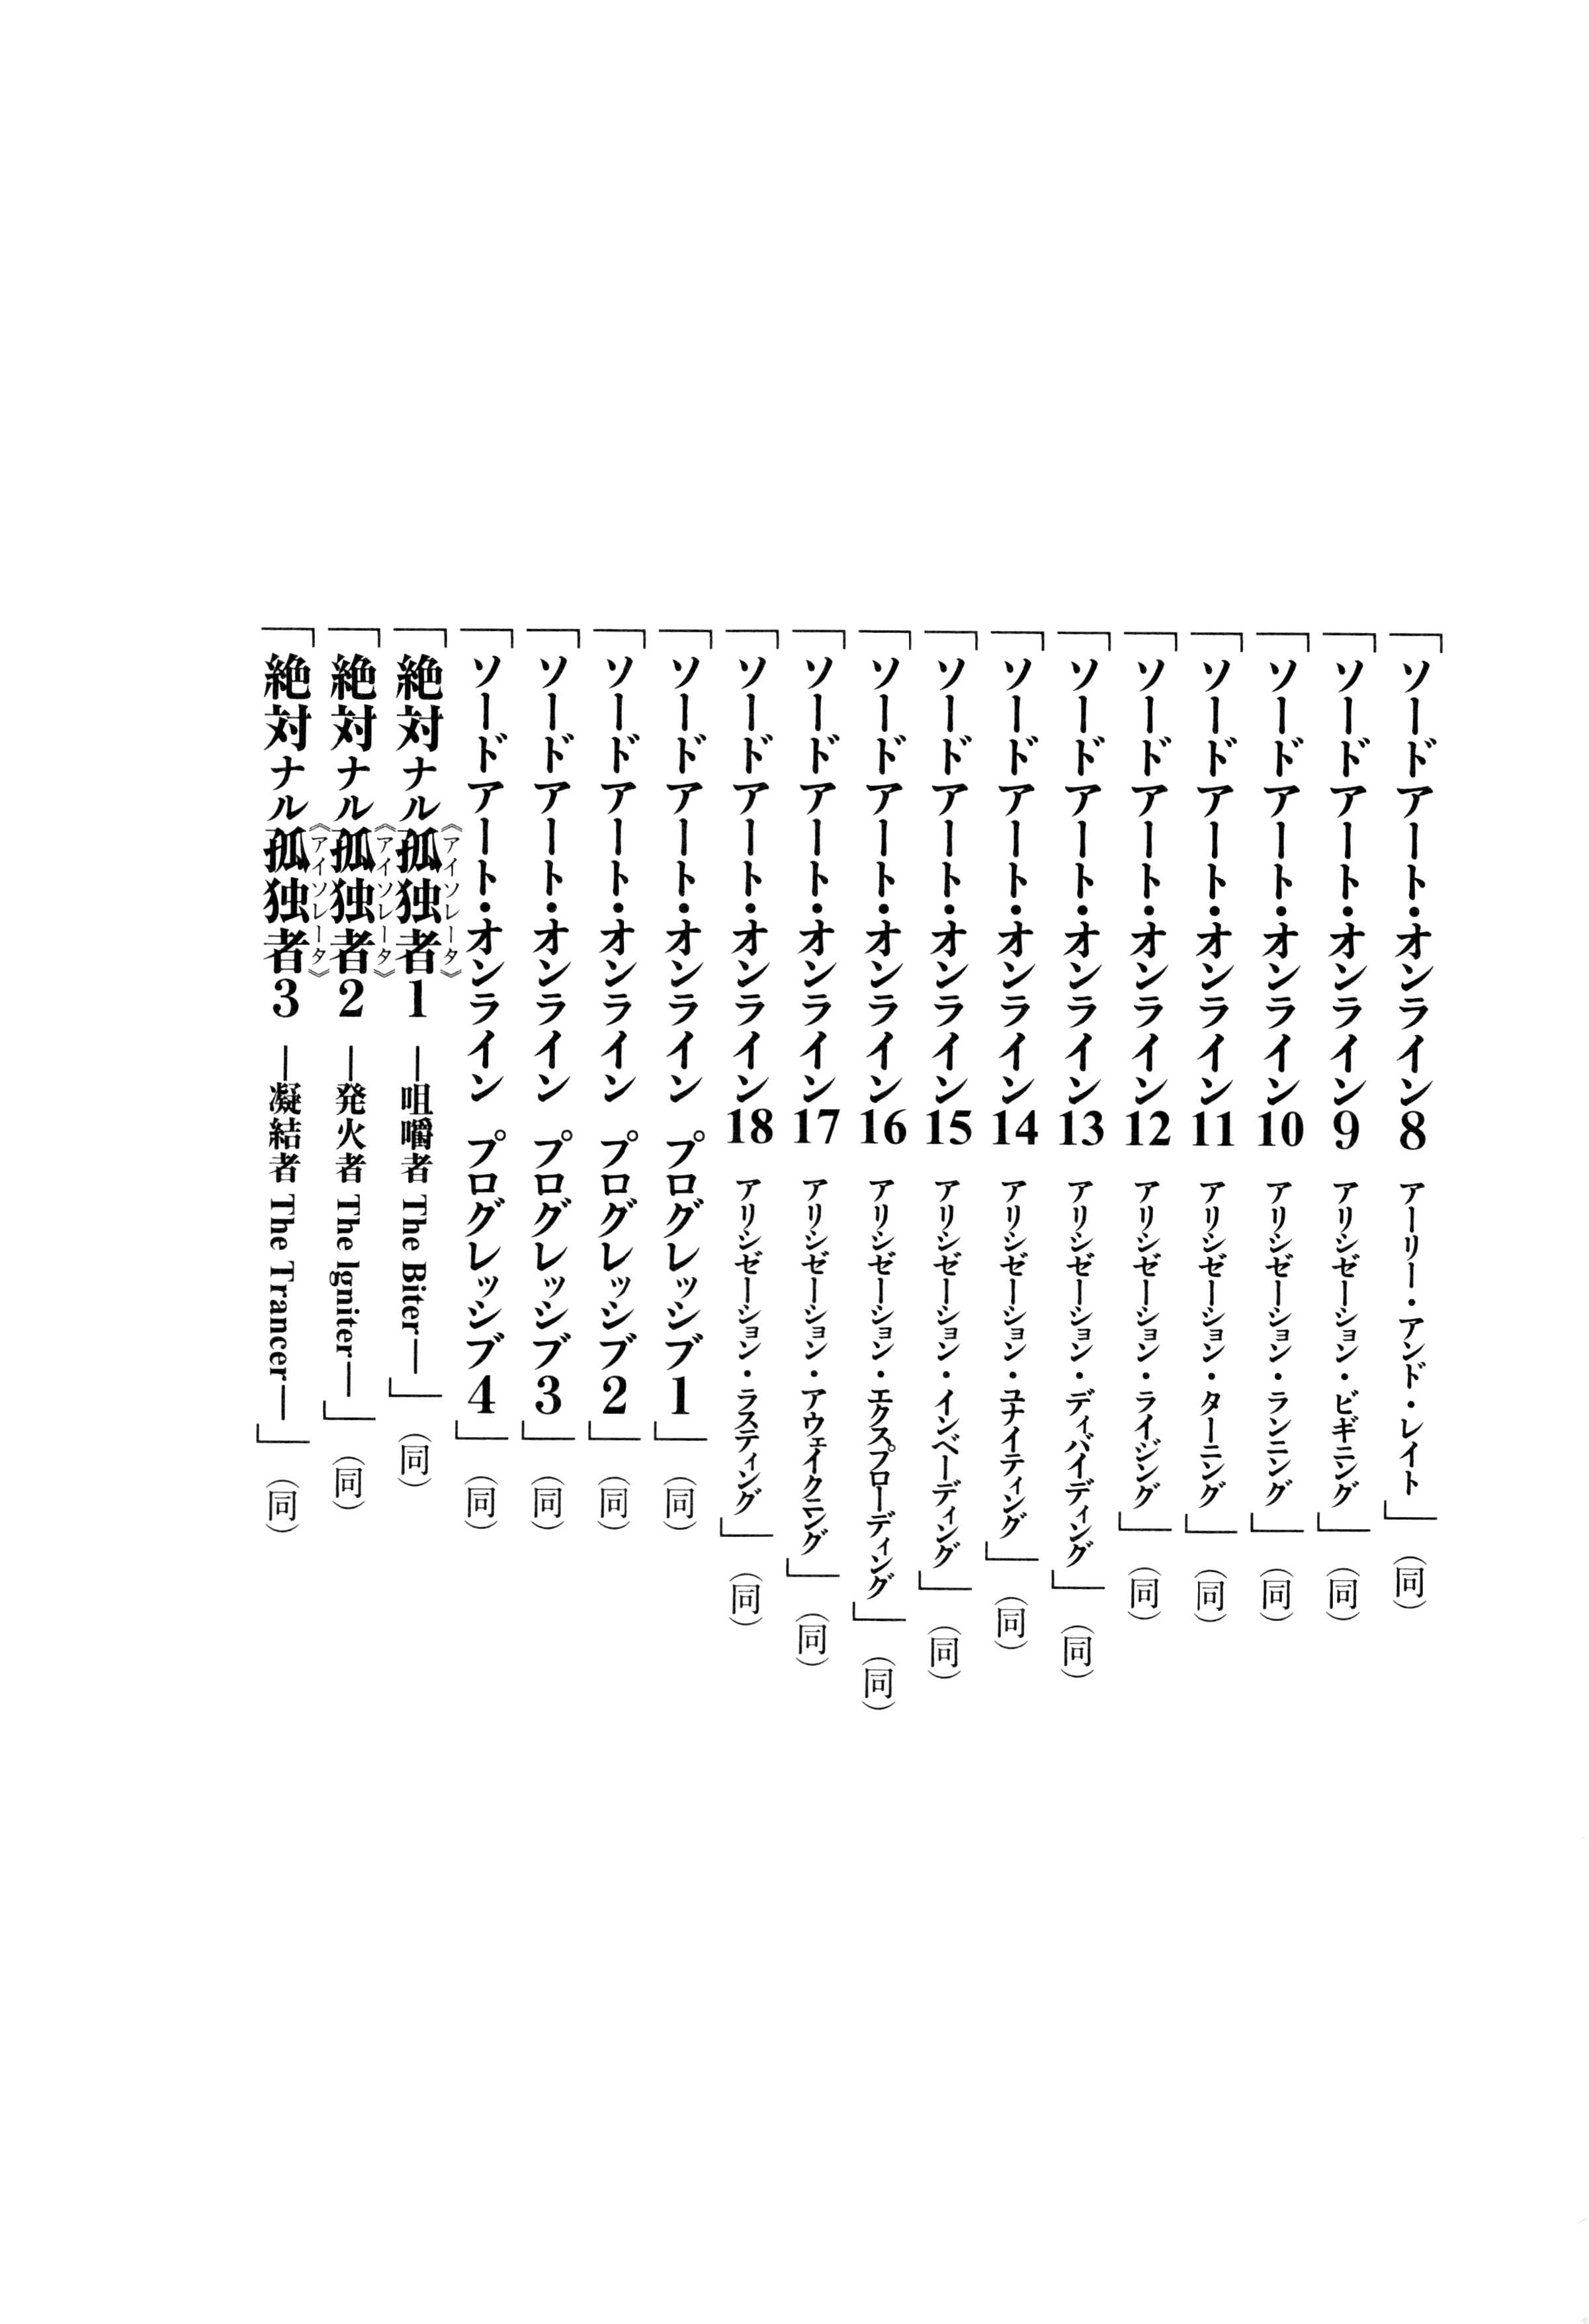 「ソードアート・オンライン8 アーリー・アンド・レイト」（同）
「ソードアート・オンライン9 アリシゼーション・ビギニング」（同）
「ソードアート・オンライン10 アリシゼーション・ランニング」（同）
「ソードアート・オンライン11 アリシゼーション・ターニング」（同）
「ソードアート・オンライン12 アリシゼーション・ライジング」（同）
「ソードアート・オンライン13 アリシゼーション・ディバイディング」（同）
「ソードアート・オンライン14 アリシゼーション・ユナイティング」（同）
「ソードアート・オンライン15 アリシゼーション・インベーディング」（同）
「ソードアート・オンライン16 アリシゼーション・エクスプローディング」（同）
「ソードアート・オンライン17 アリシゼーション・アウェイクニング」（同）
「ソードアート・オンライン18 アリシゼーション・ラスティング」（同）
「ソードアート・オンライン プログレッシブ1」（同）
「ソードアート・オンライン プログレッシブ2」（同）
「ソードアート・オンライン プログレッシブ3」（同）
「ソードアート・オンライン プログレッシブ4」（同）
「絶対ナル孤独者《アイソレータ》1 ―咀嚼者 The Biter―」（同）
「絶対ナル孤独者《アイソレータ》2 ―発火者 The Igniter―」（同）
「絶対ナル孤独者《アイソレータ》3 ―凝結者 The Trancer―」（同）